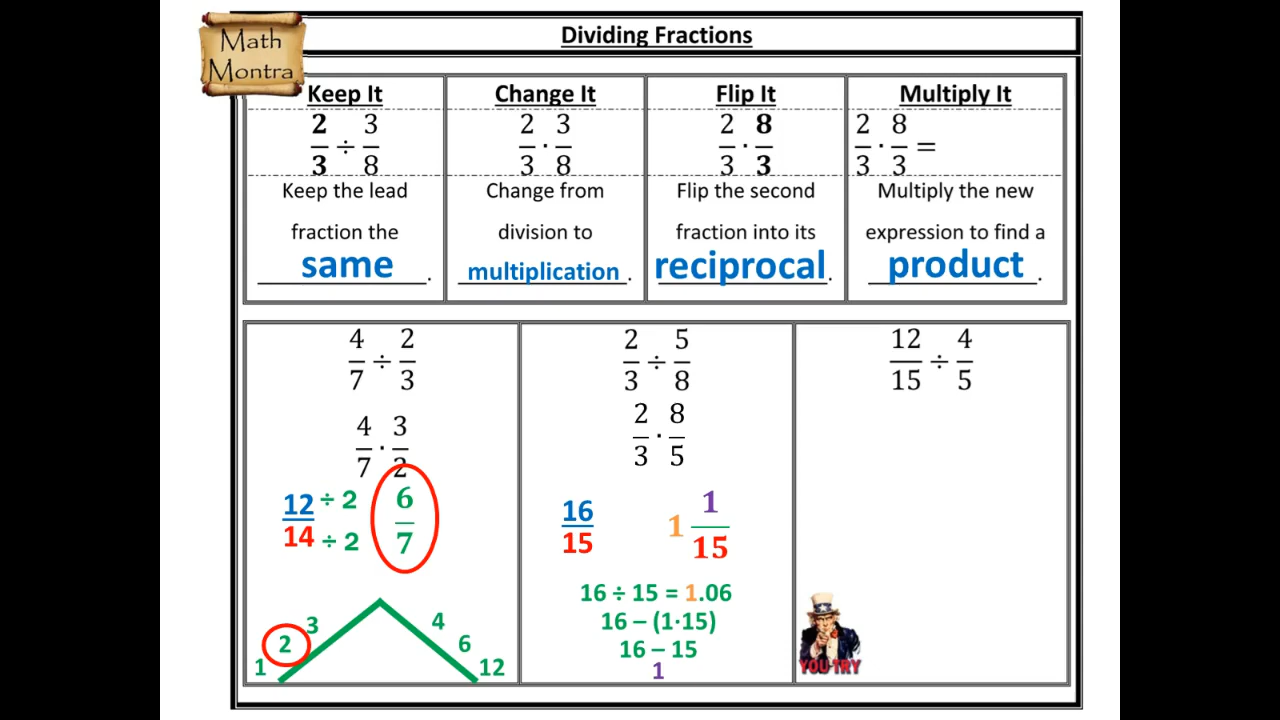 Math
Montra
Dividing Fractions
Keep It
2/3 ÷ 3/8
Keep the lead
fraction the
same.
Change It
2/3 · 3/8
Change from
division to
multiplication.
Flip It
2/3 · 8/3
Flip the second
fraction into its
reciprocal.
Multiply It
2/3 · 8/3 =
Multiply the new
expression to find a
product.
4/7 ÷ 2/3
4/7 · 3/2
12/14 ÷ 2 / ÷ 2 6/7
1 2 3 4 6 12
2/3 ÷ 5/8
2/3 · 8/5
16/15 1 1/15
16 ÷ 15 = 1.06
16 – (1·15)
16 – 15
1
12/15 ÷ 4/5
YOU TRY